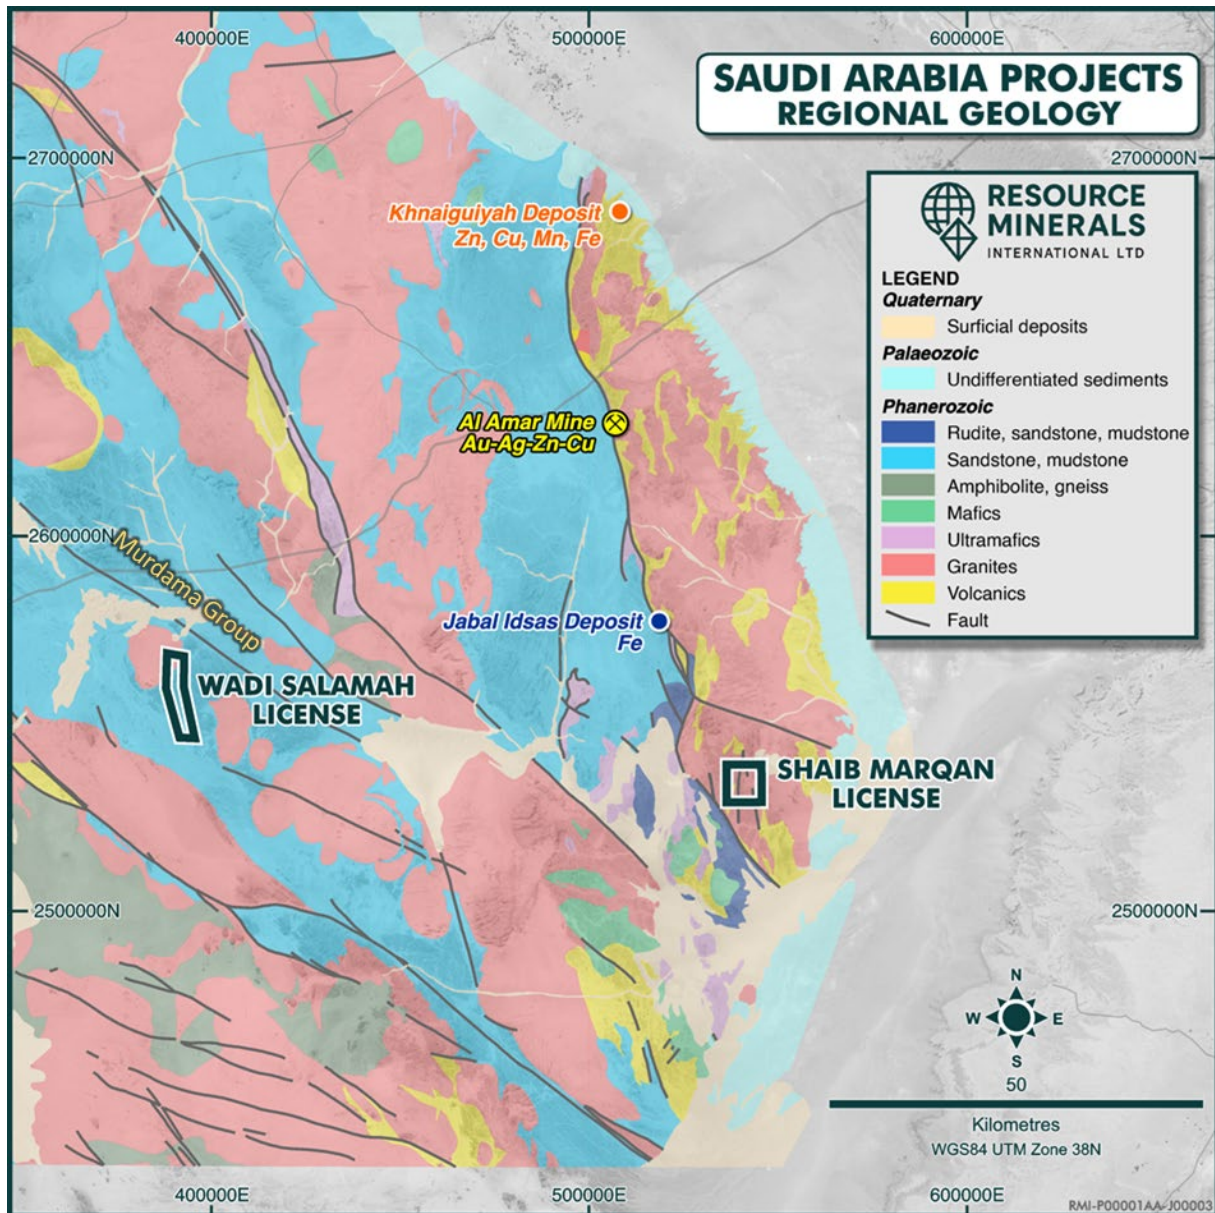 400000E
500000E
600000E
SAUDI ARABIA PROJECTS
REGIONAL GEOLOGY
2700000N
2700000N
RESOURCE
MINERALS
INTERNATIONAL LTD
LEGEND
Quaternary
Surficial deposits
Palaeozoic
Undifferentiated sediments
Phanerozoic
Rudite, sandstone, mudstone
Sandstone, mudstone
Amphibolite, gneiss
Mafics
Ultramafics
Granites
Volcanics
Fault
Khnaiguiyah Deposit
Zn, Cu, Mn, Fe
Al Amar Mine
Au-Ag-Zn-Cu
2600000N
Murdama Group
Jabal Idsas Deposit
Fe
WADI SALAMAH
LICENSE
SHAIB MARQAN
LICENSE
2500000N
2500000N
N
W
E
S
50
Kilometres
WGS84 UTM Zone 38N
400000E
500000E
600000E
RMI-P00001AA-J00003